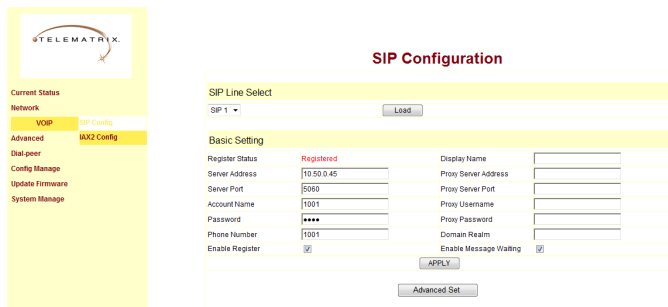 TELEMATRIX.
Current Status
Network
VOIP
SIP Config
Advanced
IAX2 Config
Dial-peer
Config Manage
Update Firmware
System Manage
SIP Configuration
SIP Line Select
SIP 1
Load
Basic Setting
Register Status Registered Display Name
Server Address 10.50.0.45 Proxy Server Address
Server Port 5060 Proxy Server Port
Account Name 1001 Proxy Username
Password •••• Proxy Password
Phone Number 1001 Domain Realm
Enable Register Enable Message Waiting
APPLY
Advanced Set